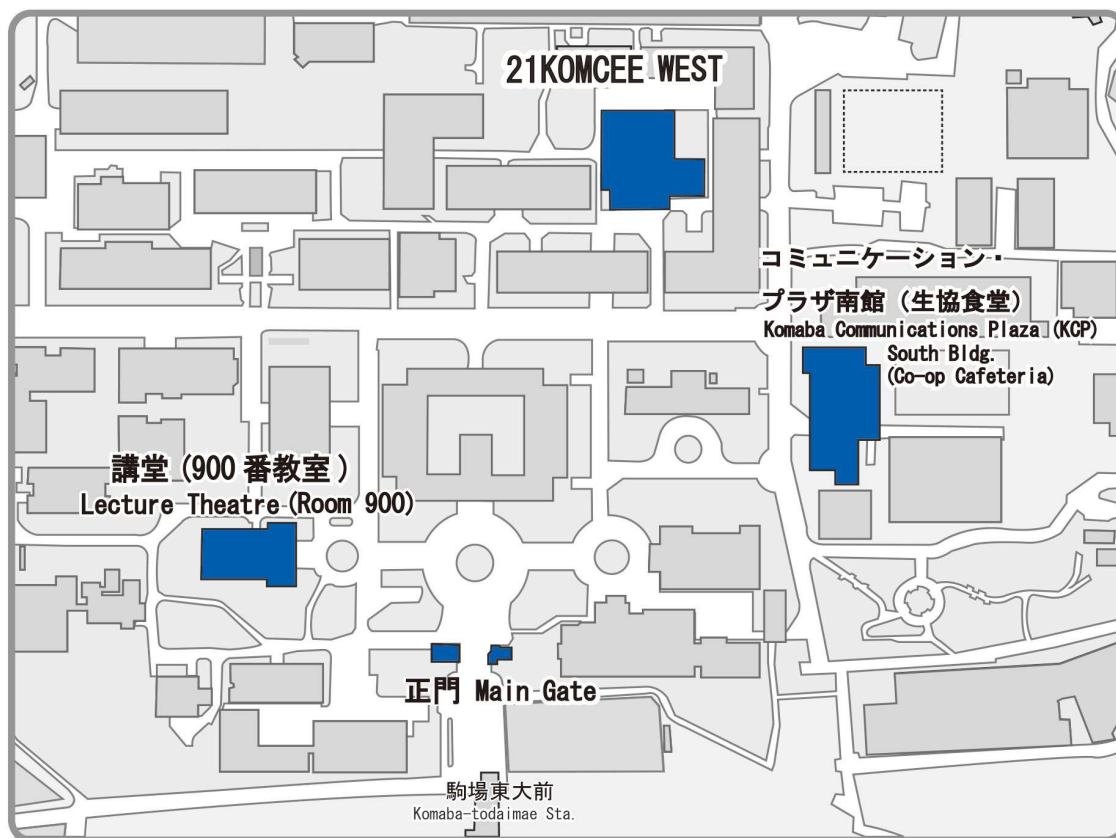 21KOMCEE WEST
コミュニケーション・
プラザ南館（生協食堂）
Komaba Communications Plaza (KCP)
South Bldg.
(Co-op Cafeteria)
講堂 (900 番教室)
Lecture Theatre (Room 900)
正門 Main Gate
駒場東大前
Komaba-todaimae Sta.